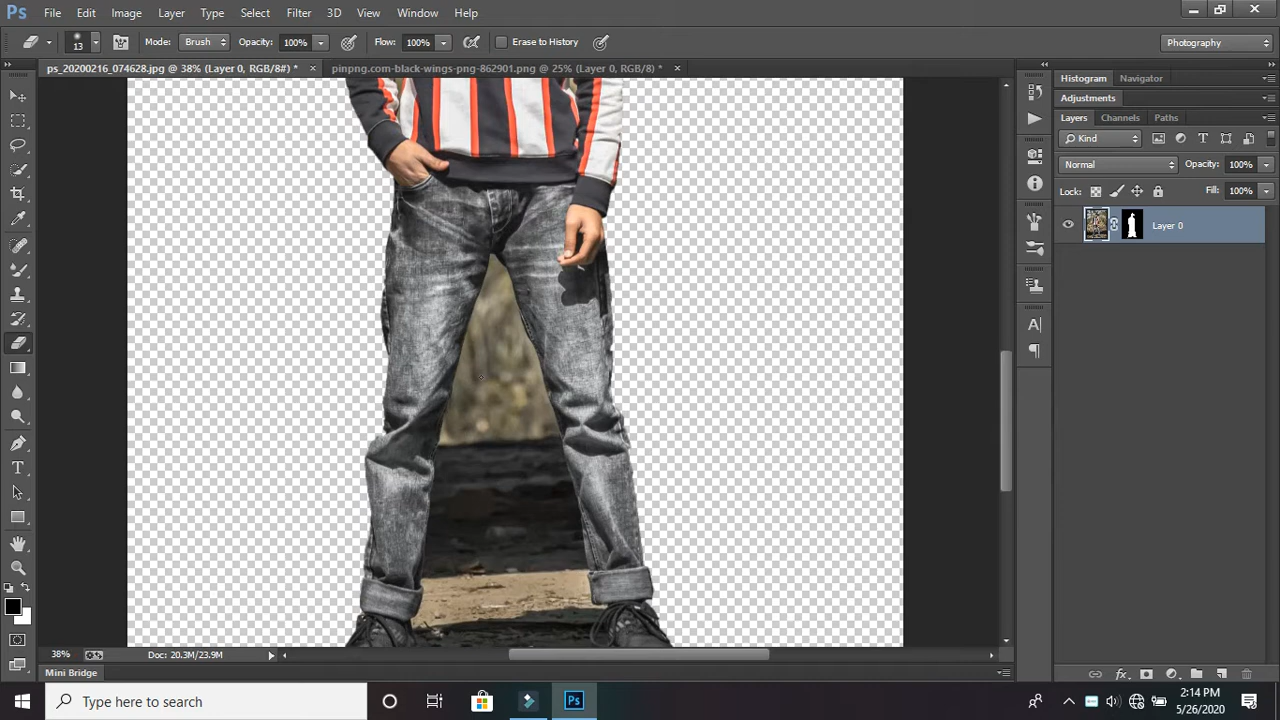 Ps File Edit Image Layer Type Select Filter 3D View Window Help
13 Mode: Brush Opacity: 100% Flow: 100% Erase to History Photography
ps_20200216_074628.jpg @ 38% (Layer 0, RGB/8#) * × pinpng.com-black-wings-png-862901.png @ 25% (Layer 0, RGB/8) * ×
Histogram Navigator
Adjustments
Layers Channels Paths
Kind
Normal Opacity: 100%
Lock: Fill: 100%
Layer 0
38% Doc: 20.3M/23.9M
Mini Bridge
Type here to search
Ps
2:14 PM
5/26/2020